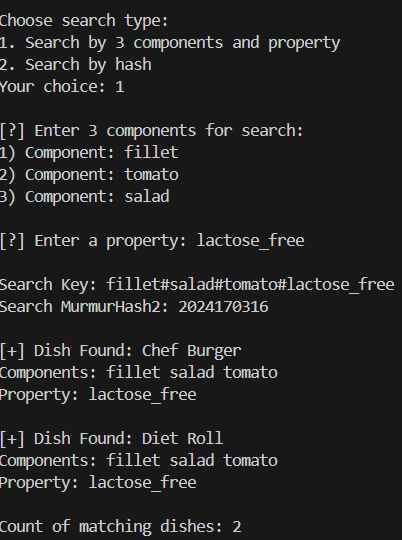 Choose search type:
1. Search by 3 components and property
2. Search by hash
Your choice: 1
[?] Enter 3 components for search:
1) Component: fillet
2) Component: tomato
3) Component: salad
[?] Enter a property: lactose_free
Search Key: fillet#salad#tomato#lactose_free
Search MurmurHash2: 2024170316
[+] Dish Found: Chef Burger
Components: fillet salad tomato
Property: lactose_free
[+] Dish Found: Diet Roll
Components: fillet salad tomato
Property: lactose_free
Count of matching dishes: 2